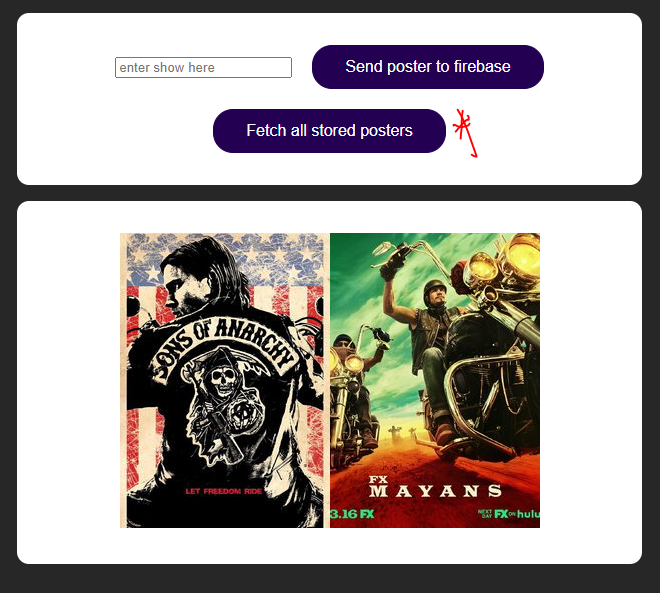 enter show here
Send poster to firebase
Fetch all stored posters
SONS OF ANARCHY
LET FREEDOM RIDE
FX
MAYANS
3.16 FX
NEXT DAY FX ON hulu